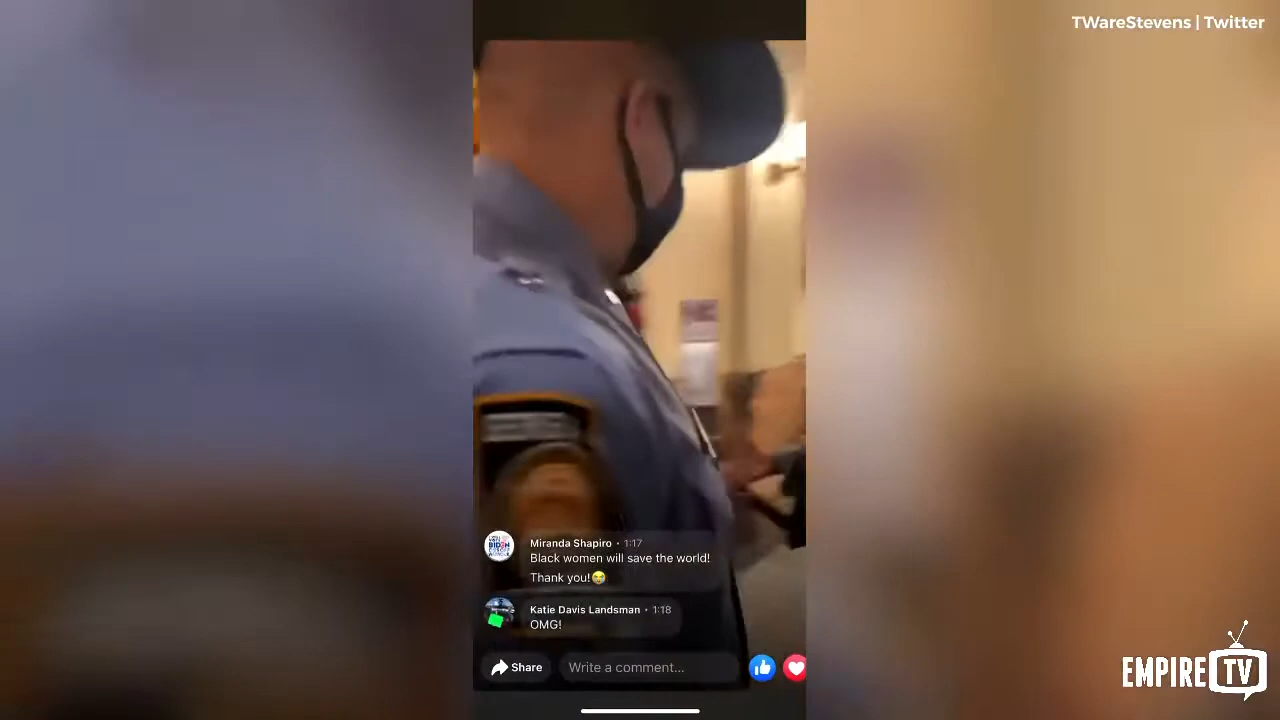 TWareStevens | Twitter
Miranda Shapiro · 1:17
Black women will save the world!
Thank you!😭
Katie Davis Landsman · 1:18
OMG!
Share
Write a comment...
EMPIRE TV